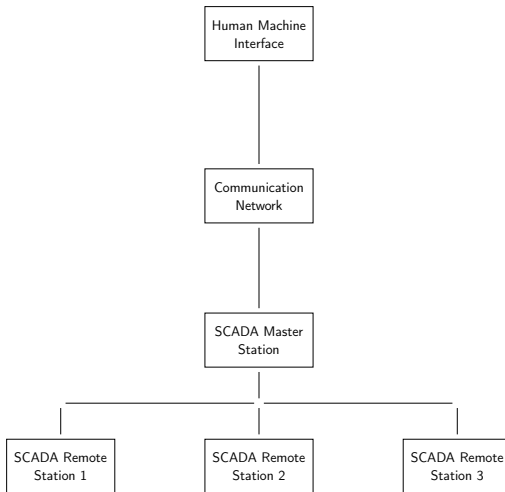 Human Machine
Interface
Communication
Network
SCADA Master
Station
SCADA Remote
Station 1
SCADA Remote
Station 2
SCADA Remote
Station 3